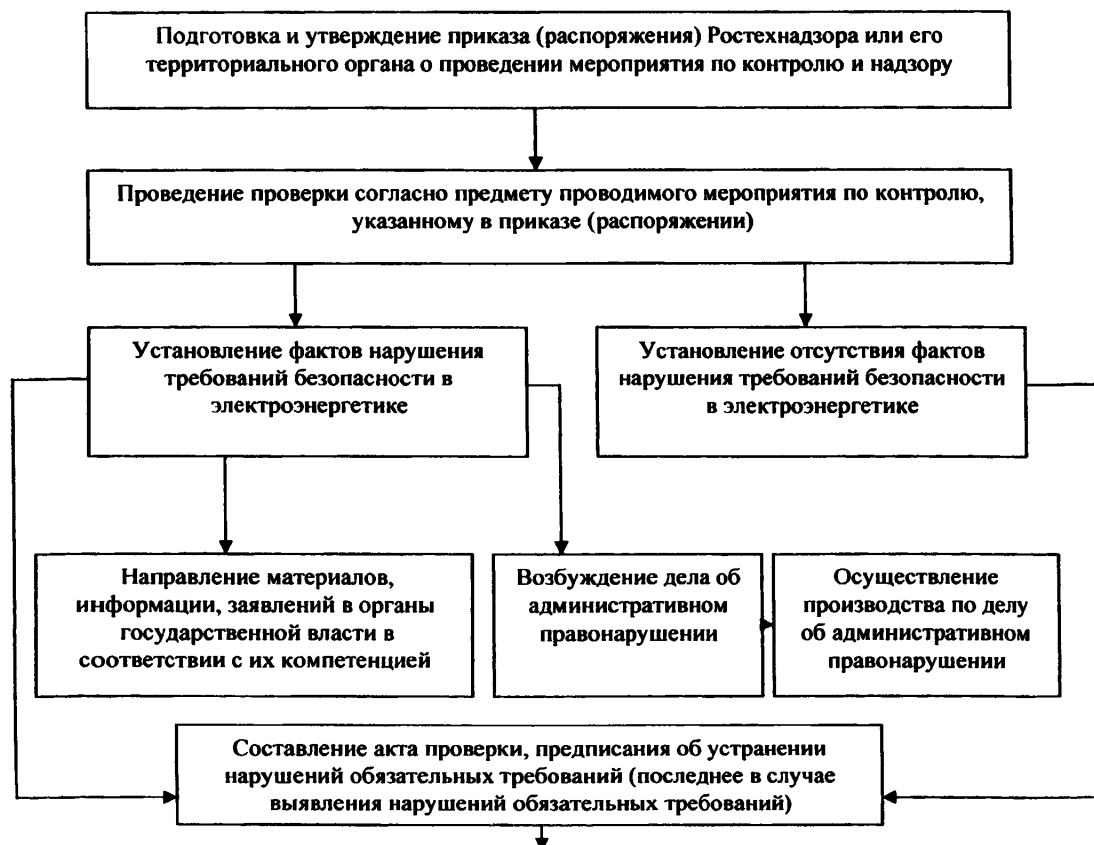 Подготовка и утверждение приказа (распоряжения) Ростехнадзора или его
территориального органа о проведении мероприятия по контролю и надзору
Проведение проверки согласно предмету проводимого мероприятия по контролю,
указанному в приказе (распоряжении)
Установление фактов нарушения
требований безопасности в
электроэнергетике
Установление отсутствия фактов
нарушения требований безопасности
в электроэнергетике
Направление материалов,
информации, заявлений в органы
государственной власти в
соответствии с их компетенцией
Возбуждение дела об
административном
правонарушении
Осуществление
производства по делу
об административном
правонарушении
Составление акта проверки, предписания об устранении
нарушений обязательных требований (последнее в случае
выявления нарушений обязательных требований)